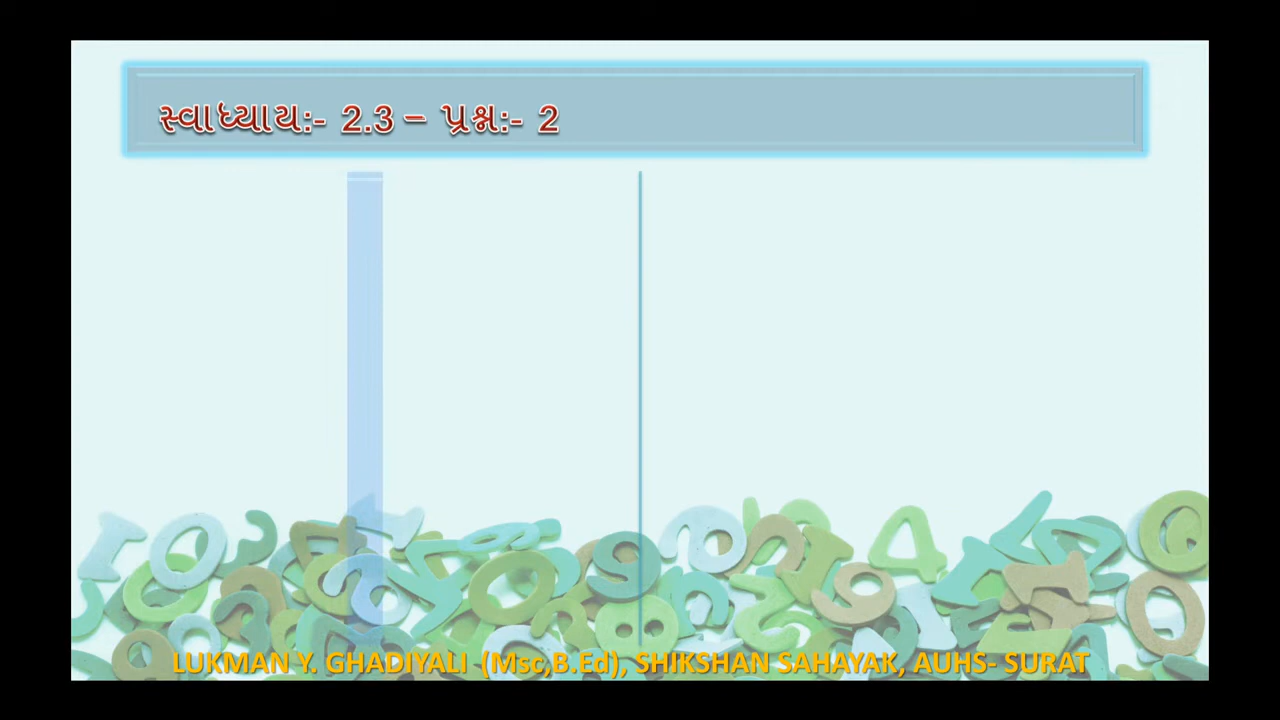 સ્વાધ્યાય:- 2.3 – પ્રશ્ન:- 2
LUKMAN Y. GHADIYALI (Msc,B.Ed), SHIKSHAN SAHAYAK, AUHS- SURAT